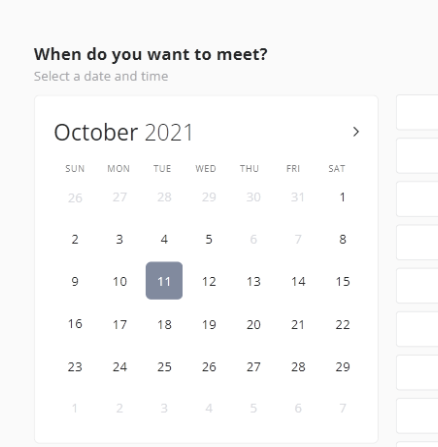 When do you want to meet?
Select a date and time
October 2021
SUN MON TUE WED THU FRI SAT
26 27 28 29 30 31 1
2 3 4 5 6 7 8
9 10 11 12 13 14 15
16 17 18 19 20 21 22
23 24 25 26 27 28 29
1 2 3 4 5 6 7